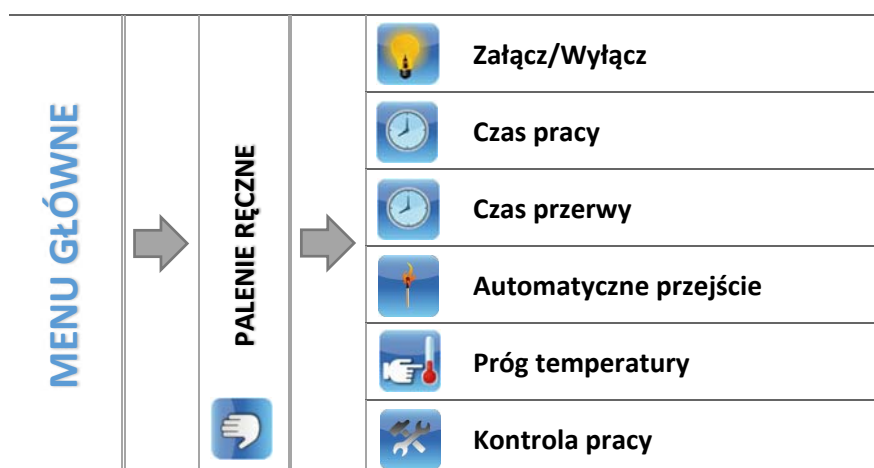 MENU GŁÓWNE
PALENIE RĘCZNE
Załącz/Wyłącz
Czas pracy
Czas przerwy
Automatyczne przejście
Próg temperatury
Kontrola pracy